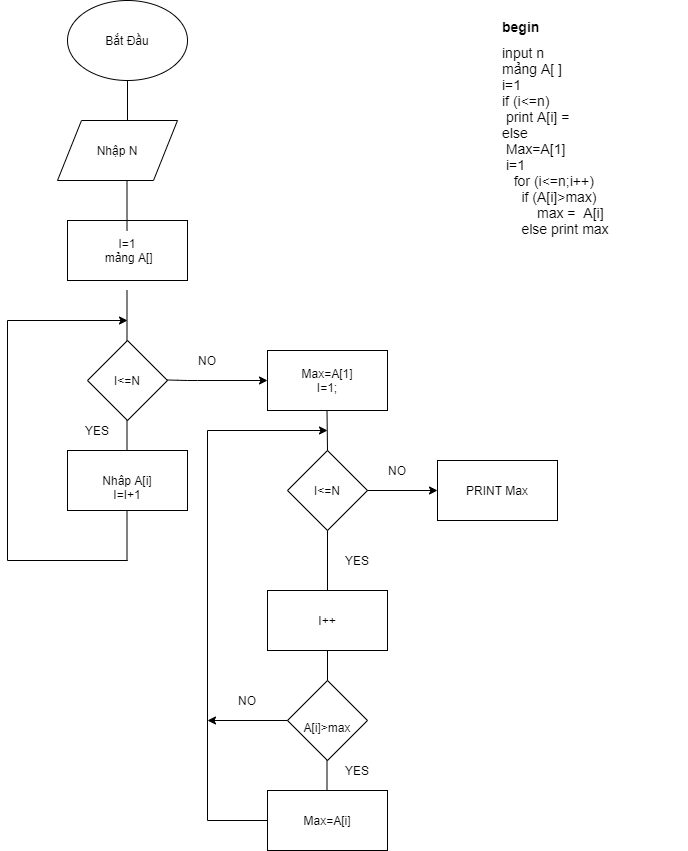 Bắt Đầu
Nhập N
I=1
mảng A[]
I<=N
NO
YES
Nhâp A[i]
I=I+1
Max=A[1]
I=1;
I<=N
NO
PRINT Max
YES
I++
A[i]>max
NO
YES
Max=A[i]
begin
input n
mảng A[ ]
i=1
if (i<=n)
print A[i] =
else
Max=A[1]
i=1
for (i<=n;i++)
if (A[i]>max)
max = A[i]
else print max